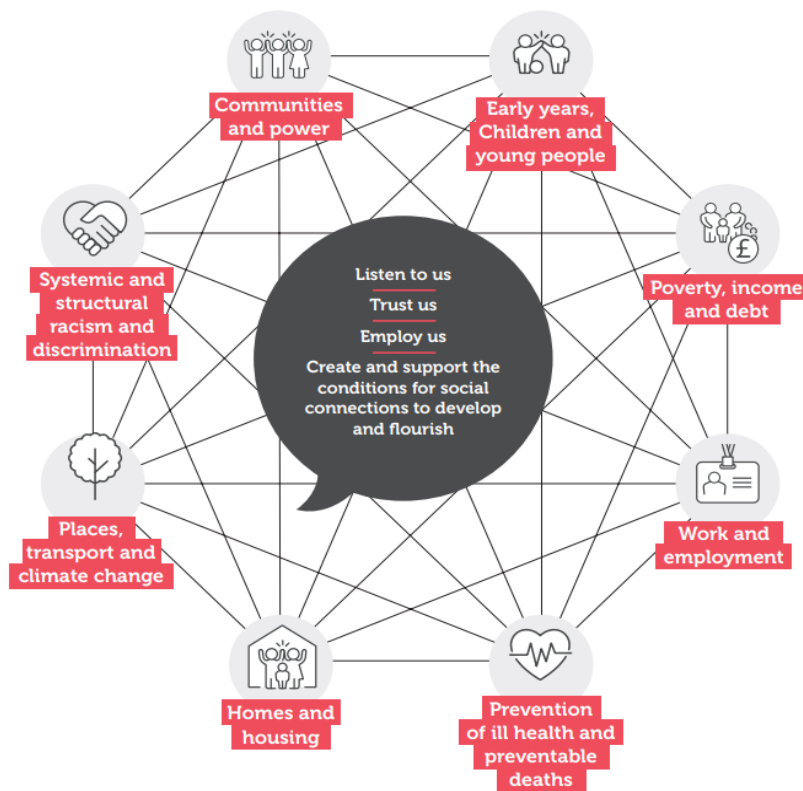 Communities
and power
Early years,
Children and
young people
Systemic and
structural
racism and
discrimination
Listen to us
Trust us
Employ us
Create and support the
conditions for social
connections to develop
and flourish
Poverty, income
and debt
£
Places,
transport and
climate change
Work and
employment
Homes and
housing
Prevention
of ill health and
preventable
deaths